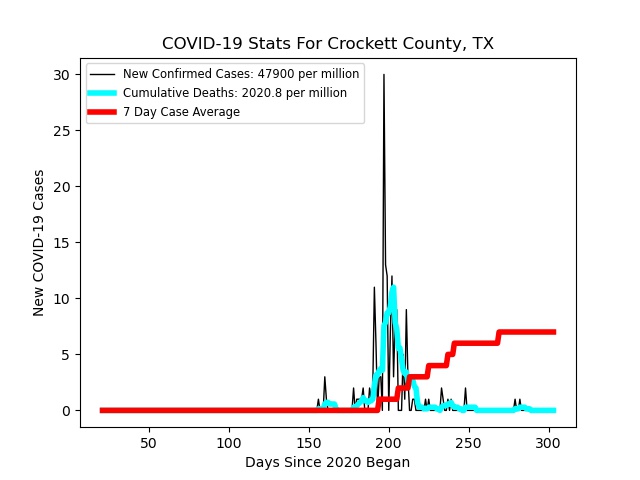 COVID-19 Stats For Crockett County, TX
New Confirmed Cases: 47900 per million
Cumulative Deaths: 2020.8 per million
7 Day Case Average
New COVID-19 Cases
30
25
20
15
10
5
0
50 100 150 200 250 300
Days Since 2020 Began